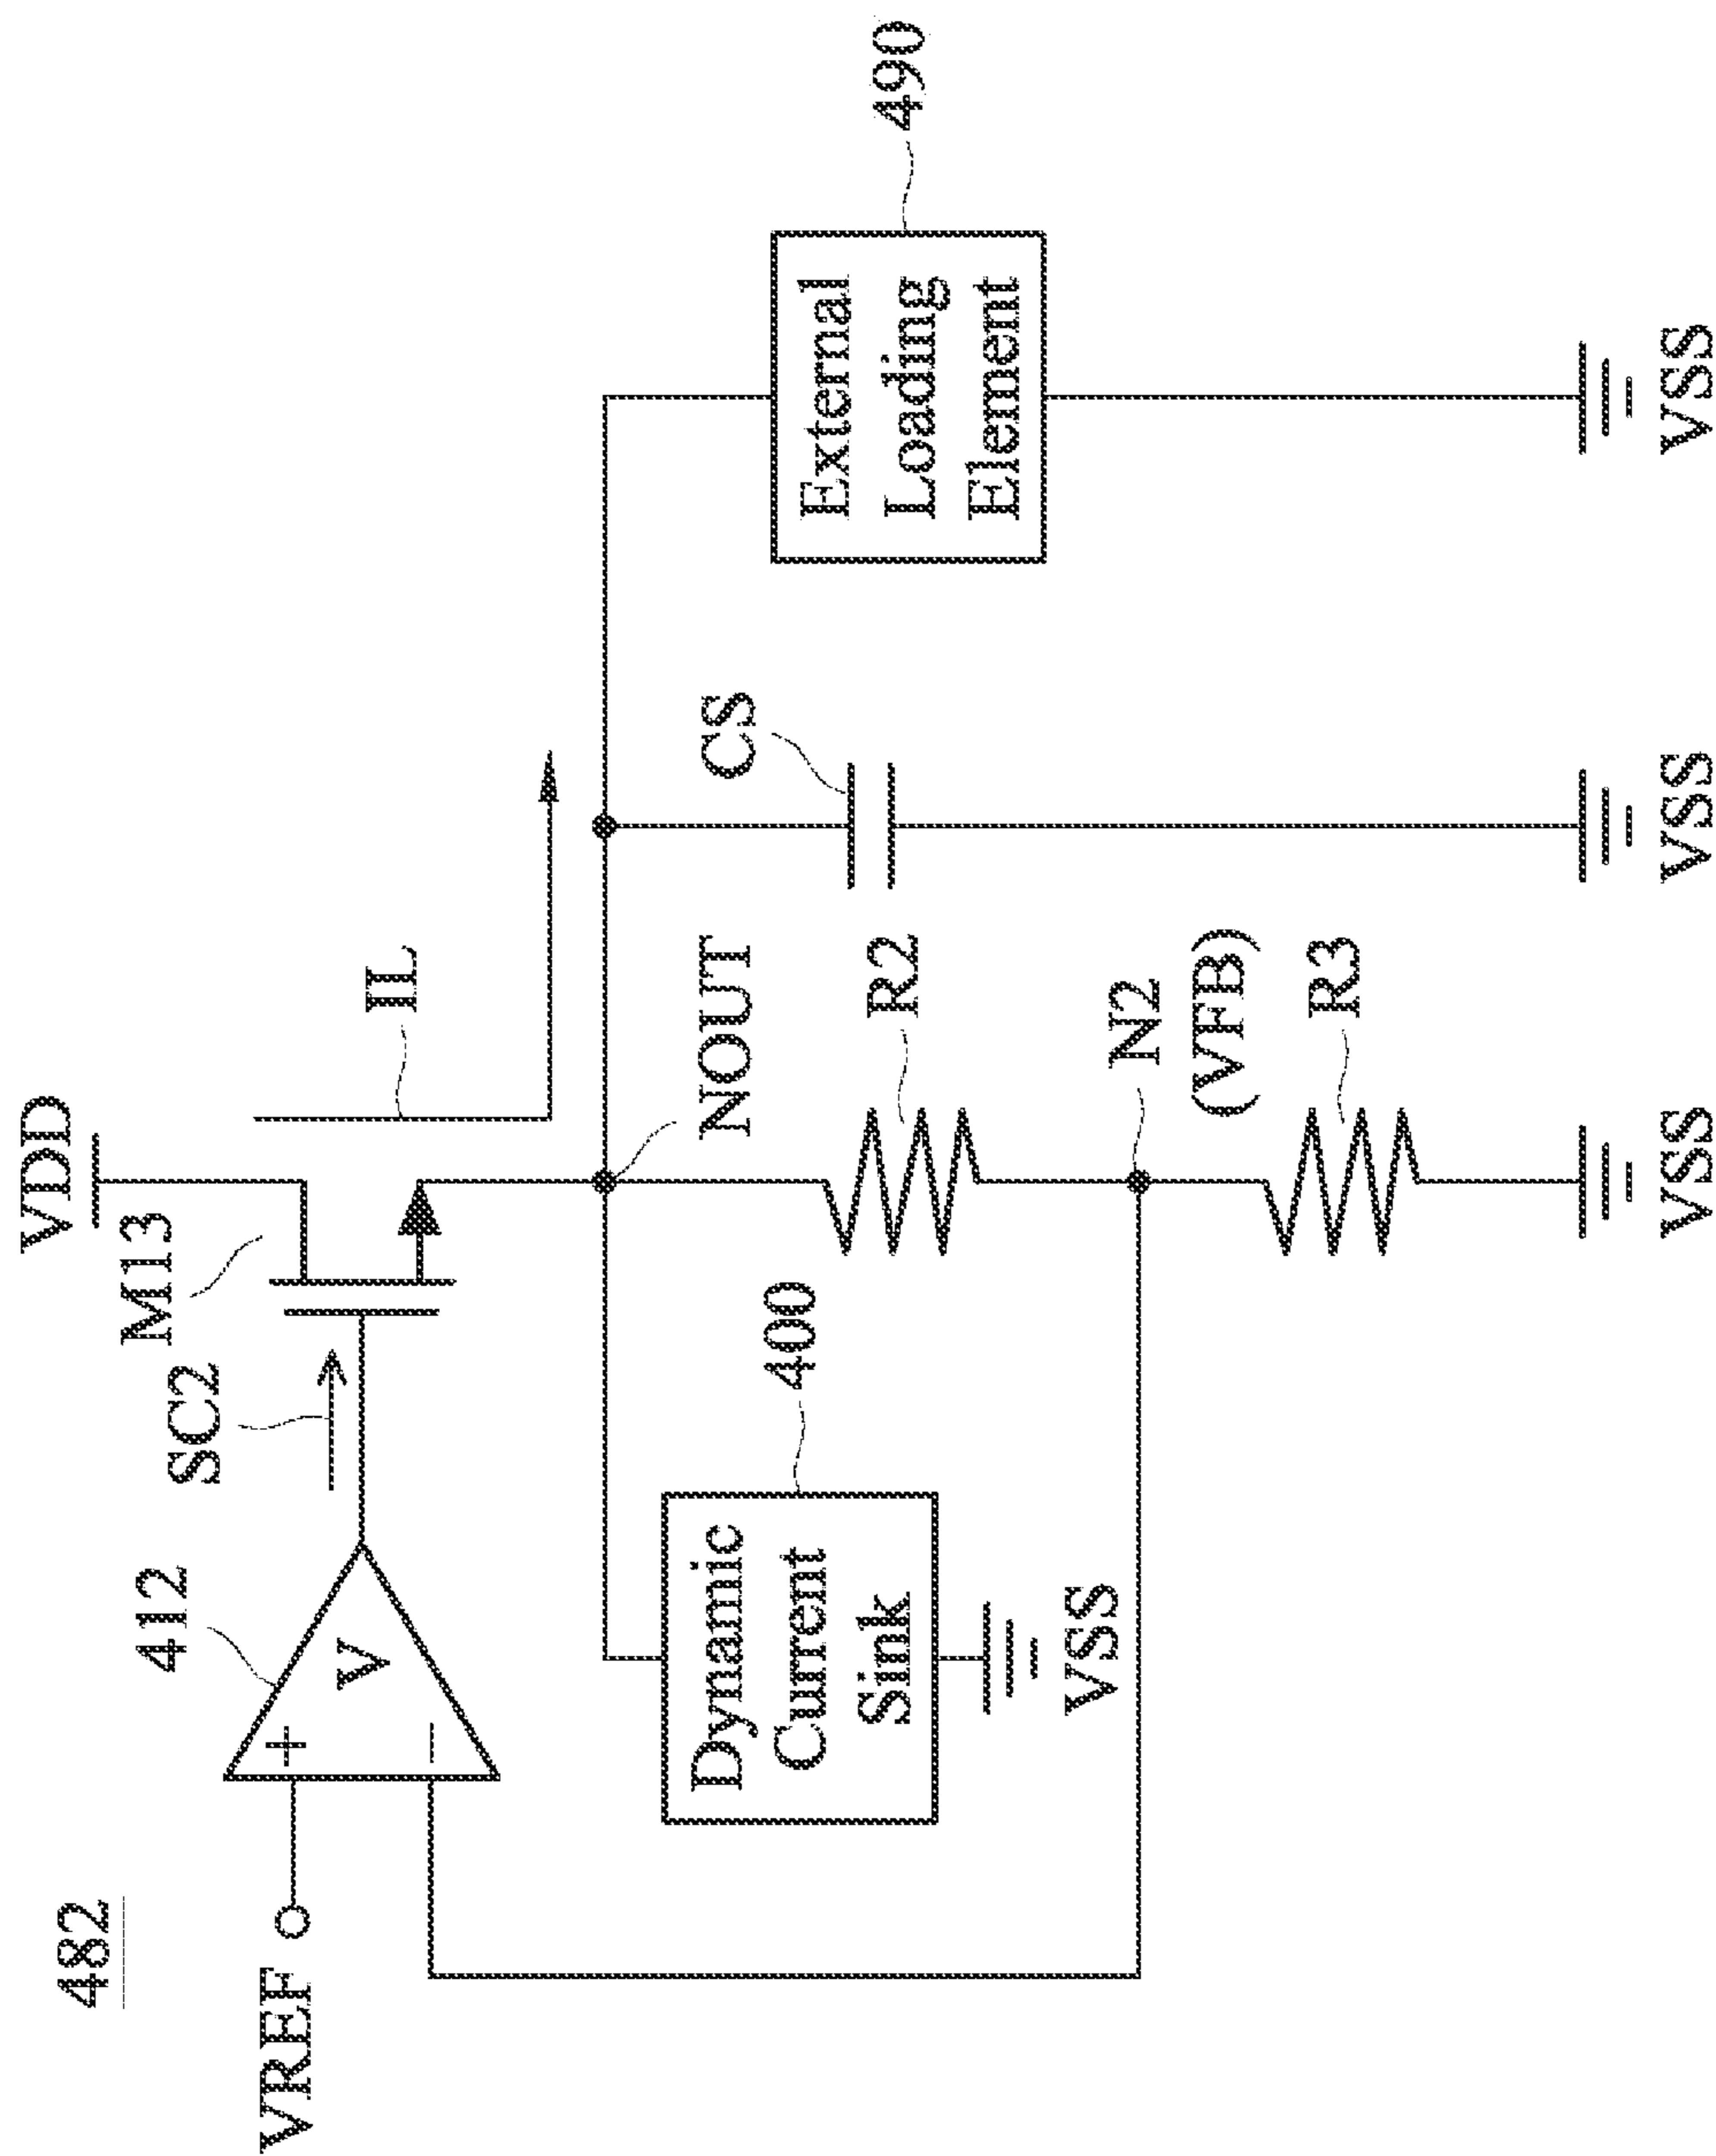 482
VDD
M13
SC2
412
VREF
+
V
−
IL
NOUT
400
Dynamic
Current
Sink
VSS
CS
R2
N2
(VFB)
R3
490
External
Loading
Element
VSS
VSS
VSS